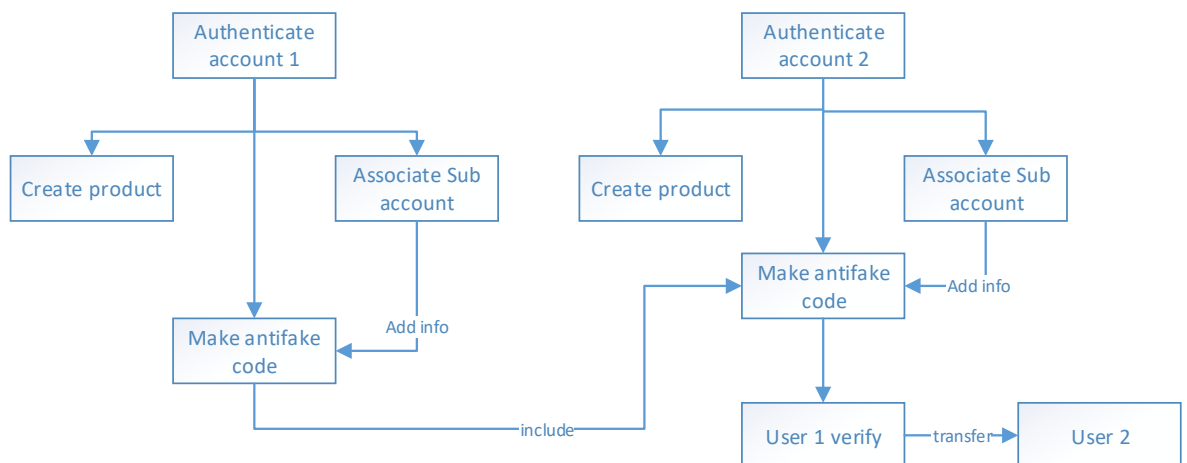 Authenticate
account 1
Authenticate
account 2
Create product
Associate Sub
account
Create product
Associate Sub
account
Make antifake
code
Add info
Add info
Make antifake
code
include
User 1 verify
transfer
User 2